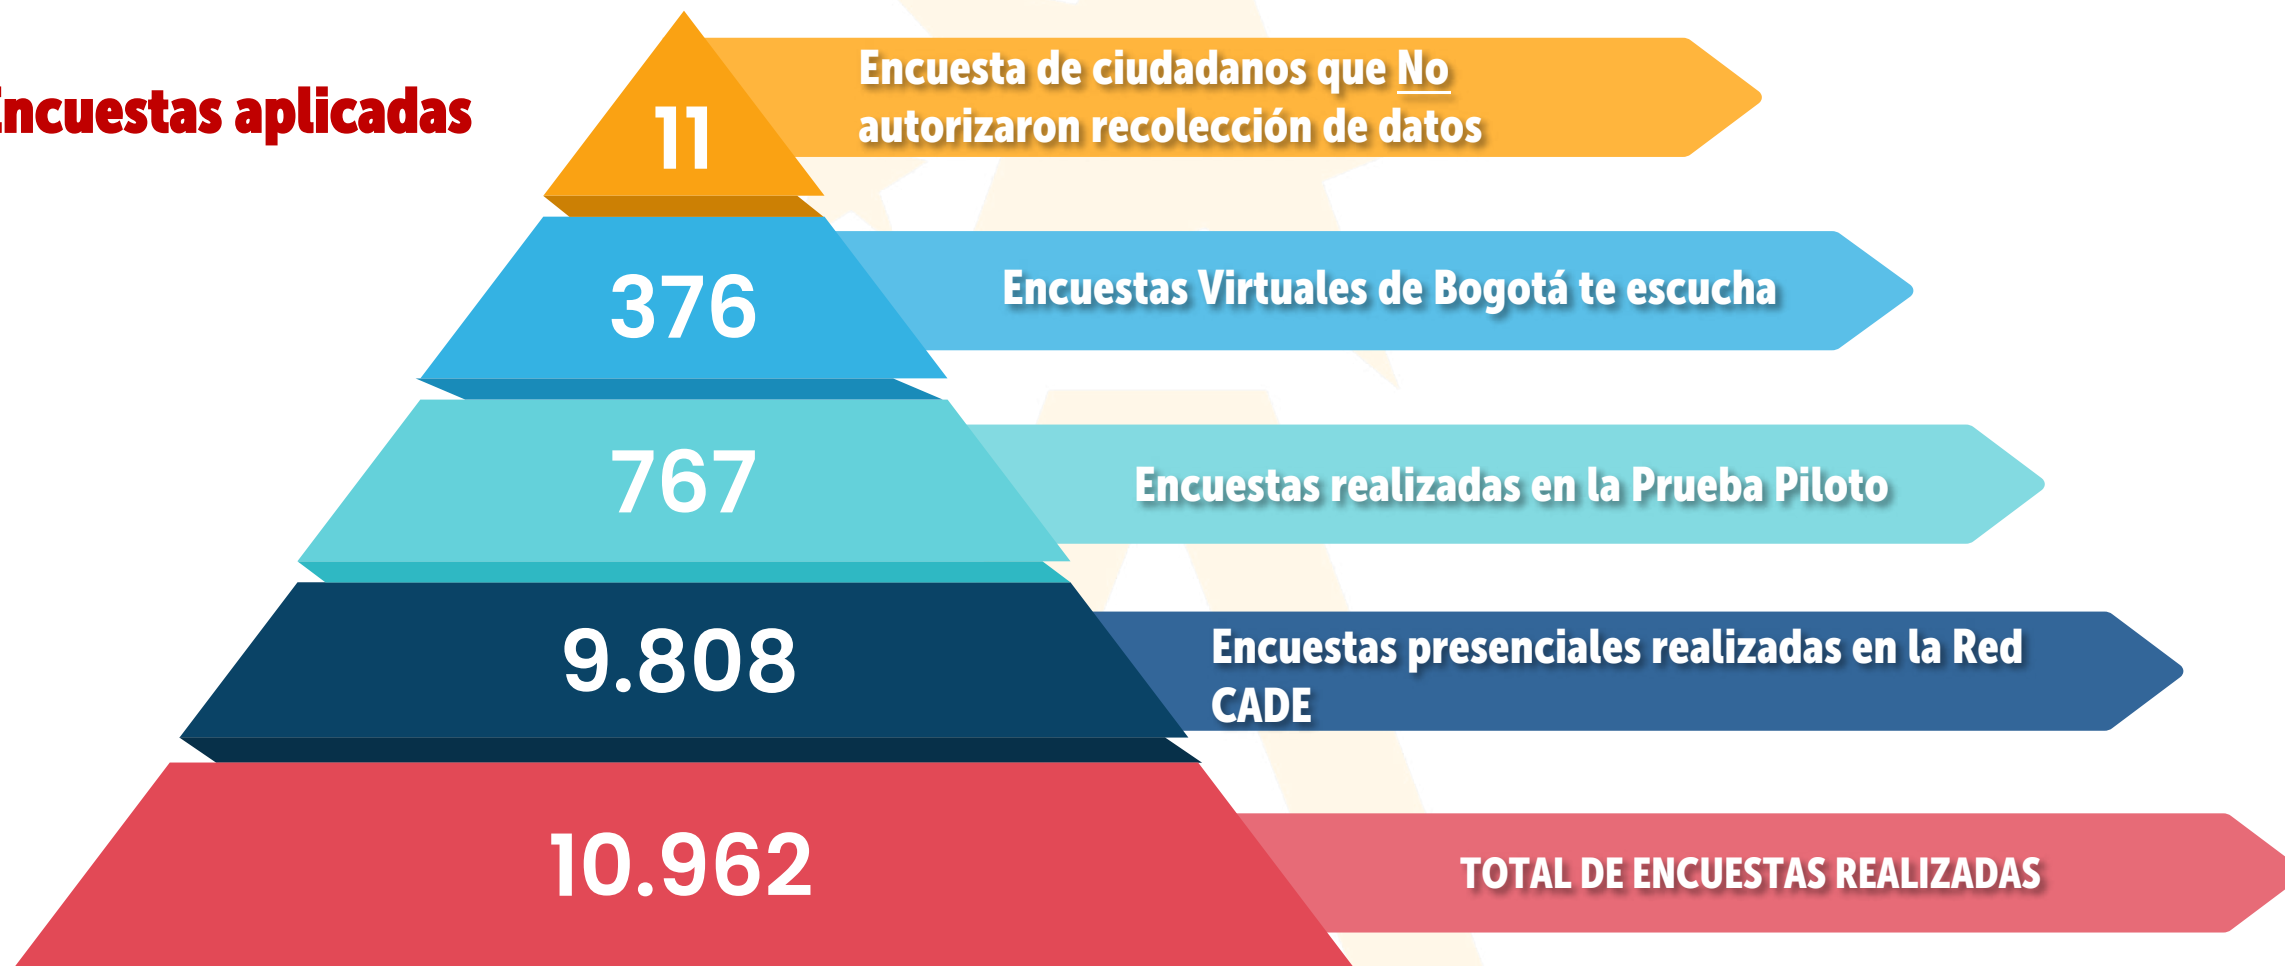 Encuestas aplicadas
11
Encuesta de ciudadanos que No
autorizaron recolección de datos
376
Encuestas Virtuales de Bogotá te escucha
767
Encuestas realizadas en la Prueba Piloto
9.808
Encuestas presenciales realizadas en la Red
CADE
10.962
TOTAL DE ENCUESTAS REALIZADAS